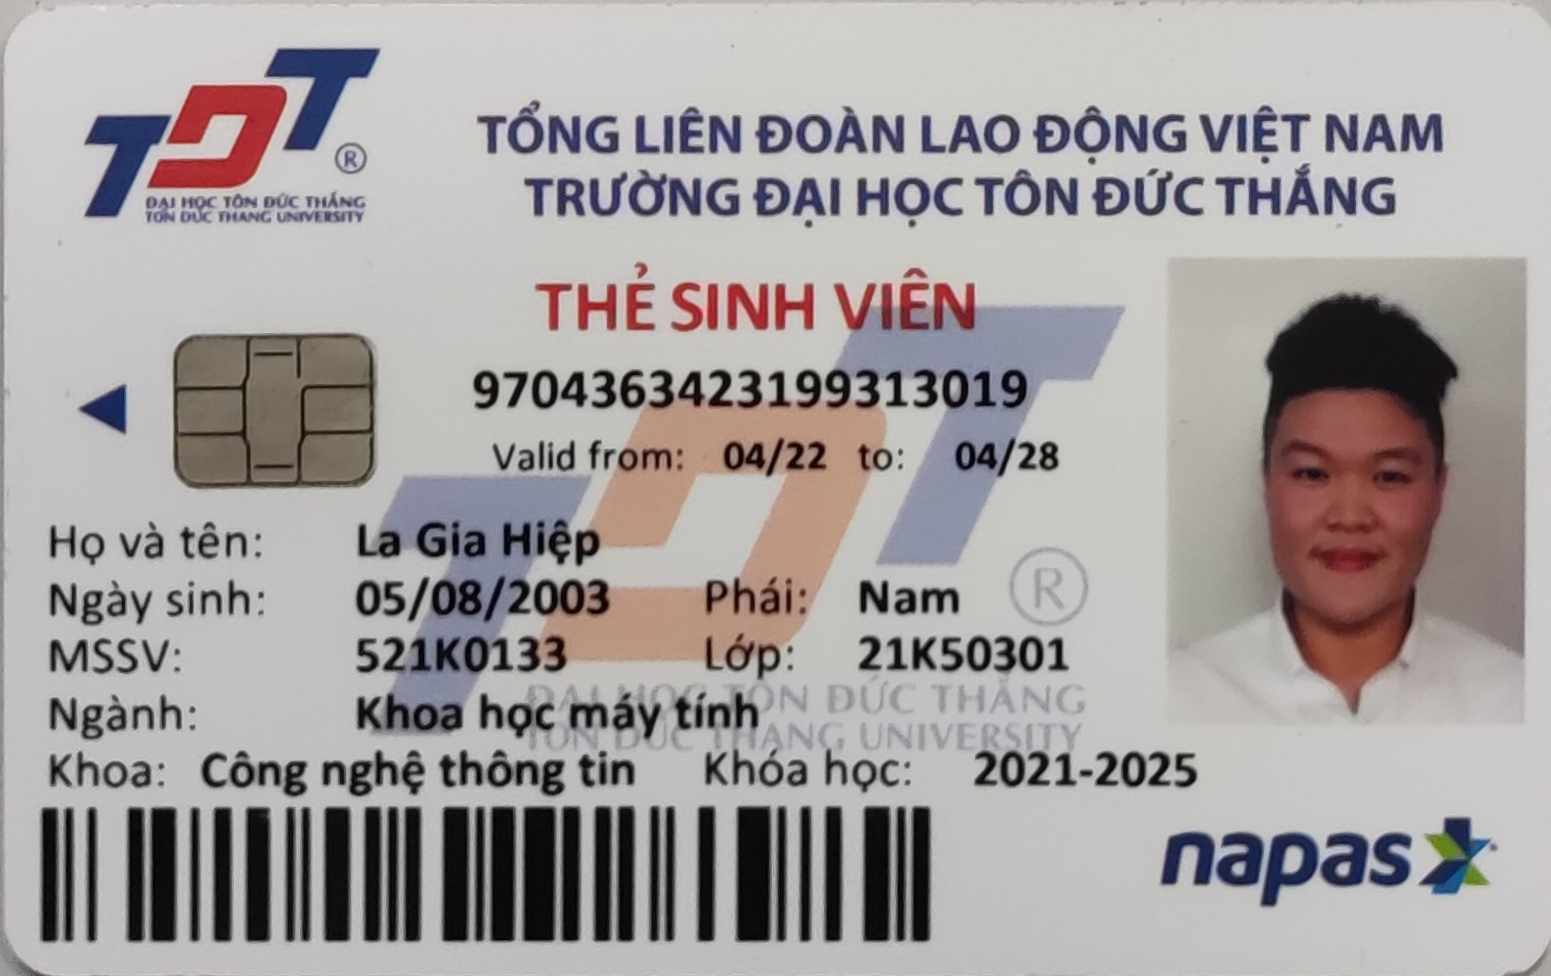 TDT®
ĐẠI HỌC TÔN ĐỨC THẮNG
TON DUC THANG UNIVERSITY
TỔNG LIÊN ĐOÀN LAO ĐỘNG VIỆT NAM
TRƯỜNG ĐẠI HỌC TÔN ĐỨC THẮNG
THẺ SINH VIÊN
9704363423199313019
Valid from: 04/22 to: 04/28
Họ và tên: La Gia Hiệp
Ngày sinh: 05/08/2003 Phái: Nam
MSSV: 521K0133 Lớp: 21K50301
Ngành: Khoa học máy tính
Khoa: Công nghệ thông tin Khóa học: 2021-2025
TDT®
ĐẠI HỌC TÔN ĐỨC THẮNG
TON DUC THANG UNIVERSITY
napas